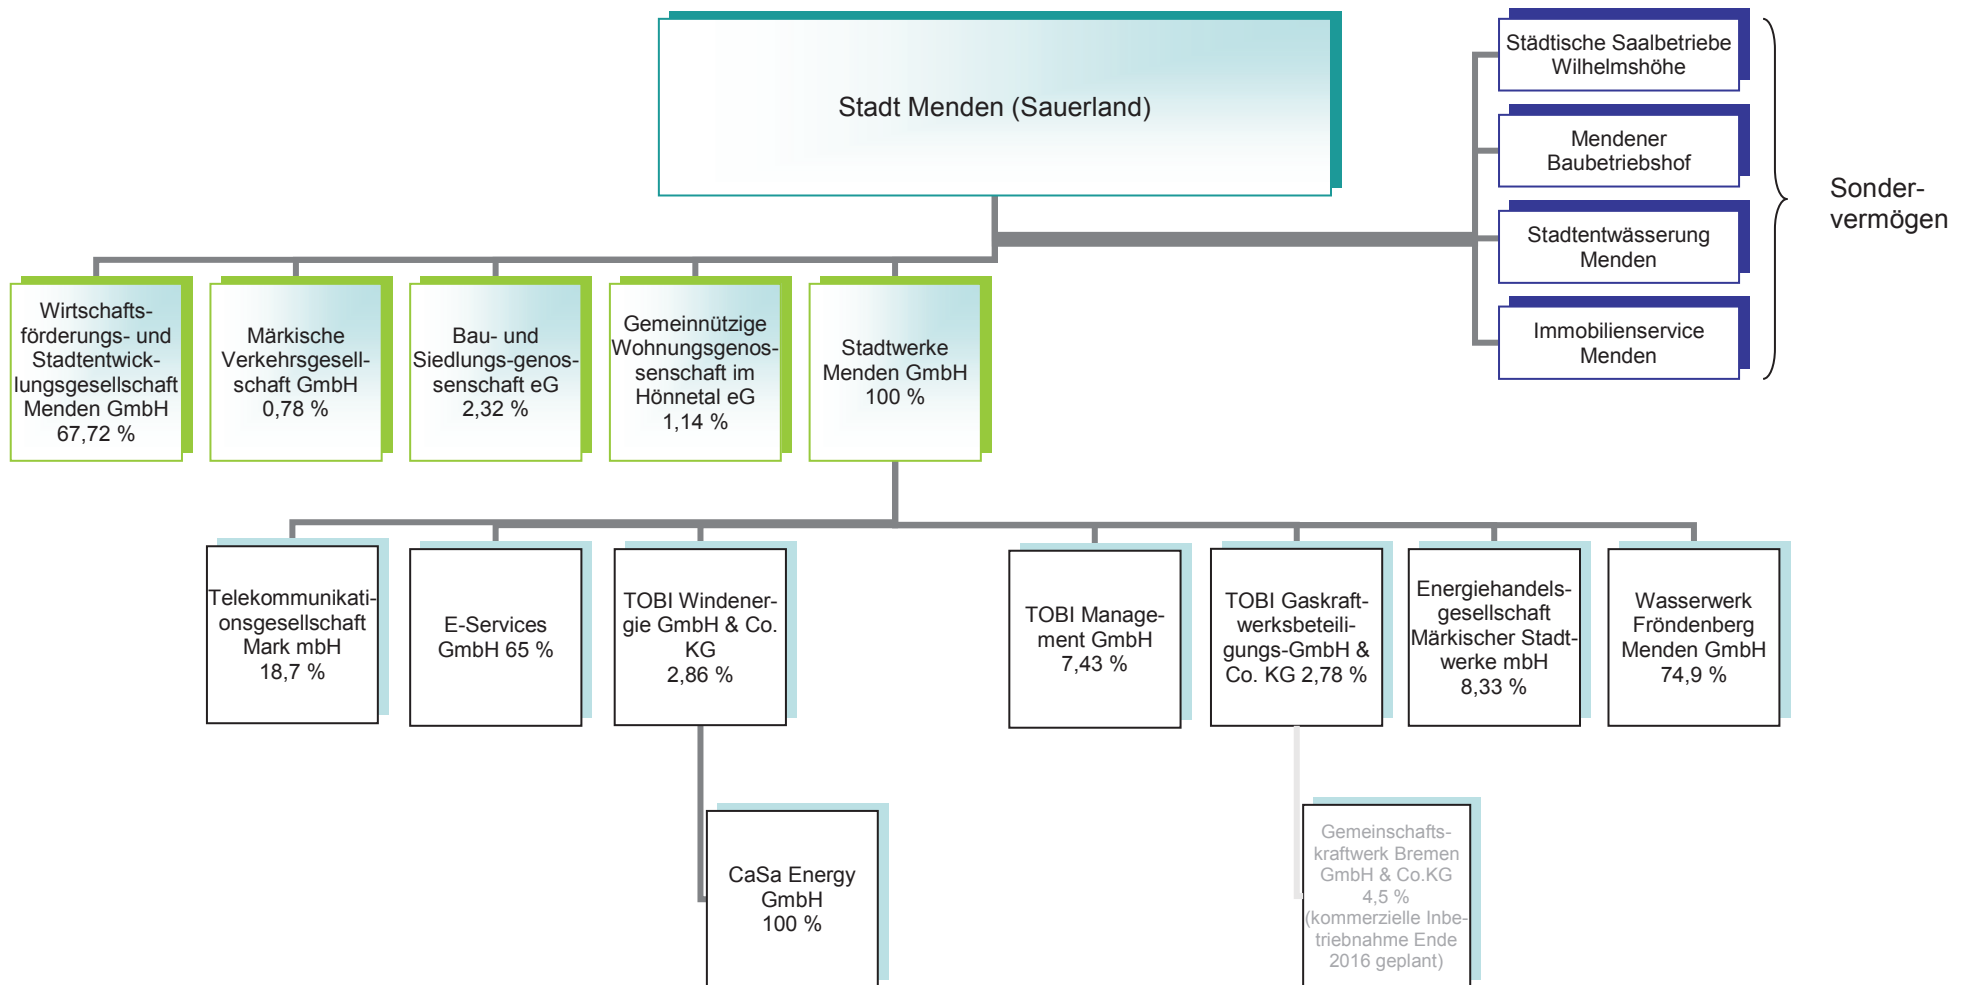 Stadt Menden (Sauerland)
Städtische Saalbetriebe
Wilhelmshöhe
Mendener
Baubetriebshof
Stadtentwässerung
Menden
Immobilienservice
Menden
Sonder-
vermögen
Wirtschafts-
förderungs- und
Stadtentwick-
lungsgesellschaft
Menden GmbH
67,72 %
Märkische
Verkehrsgesell-
schaft GmbH
0,78 %
Bau- und
Siedlungs-genos-
senschaft eG
2,32 %
Gemeinnützige
Wohnungsgenos-
senschaft im
Hönnetal eG
1,14 %
Stadtwerke
Menden GmbH
100 %
Telekommunikati-
onsgesellschaft
Mark mbH
18,7 %
E-Services
GmbH 65 %
TOBI Windener-
gie GmbH & Co.
KG
2,86 %
TOBI Manage-
ment GmbH
7,43 %
TOBI Gaskraft-
werksbeteili-
gungs-GmbH &
Co. KG 2,78 %
Energiehandels-
gesellschaft
Märkischer Stadt-
werke mbH
8,33 %
Wasserwerk
Fröndenberg
Menden GmbH
74,9 %
CaSa Energy
GmbH
100 %
Gemeinschafts-
kraftwerk Bremen
GmbH & Co.KG
4,5 %
(kommerzielle Inbe-
triebnahme Ende
2016 geplant)